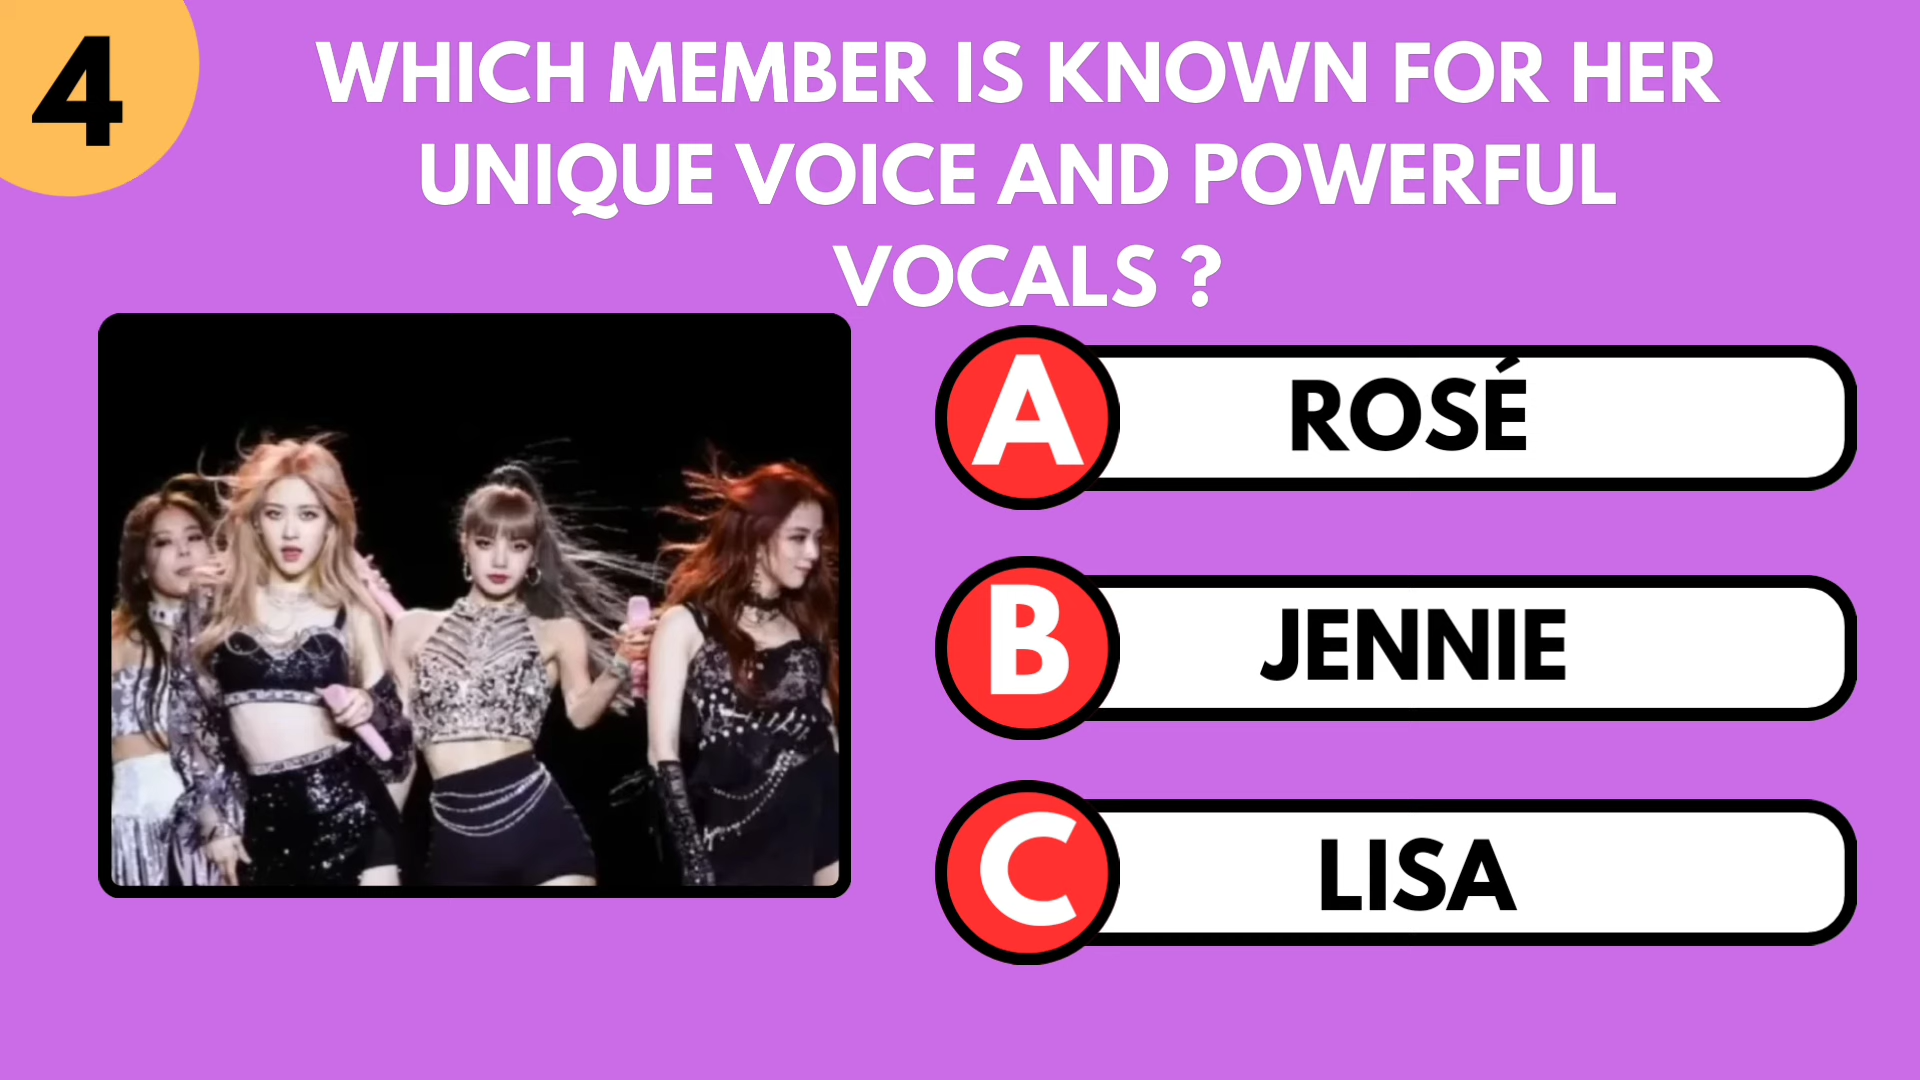 4
WHICH MEMBER IS KNOWN FOR HER
UNIQUE VOICE AND POWERFUL
VOCALS ?
A ROSÉ
B JENNIE
C LISA